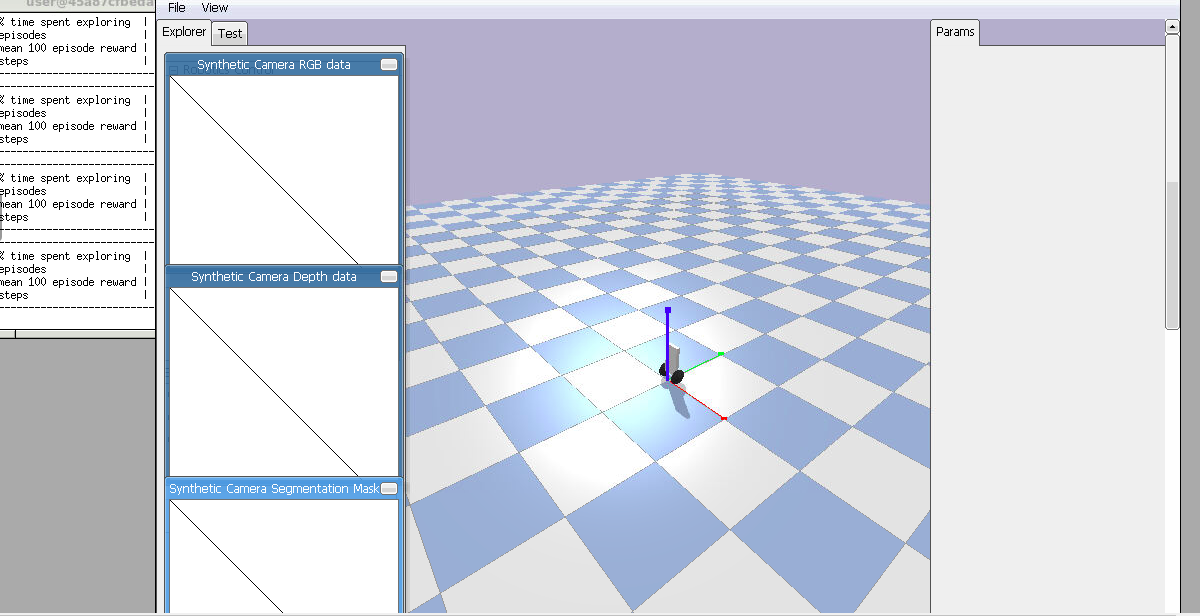 % time spent exploring |
episodes |
mean 100 episode reward |
steps |
% time spent exploring |
episodes |
mean 100 episode reward |
steps |
% time spent exploring |
episodes |
mean 100 episode reward |
steps |
% time spent exploring |
episodes |
mean 100 episode reward |
steps |
File View
Explorer Test
Synthetic Camera RGB data
Synthetic Camera Depth data
Synthetic Camera Segmentation Mask
Params